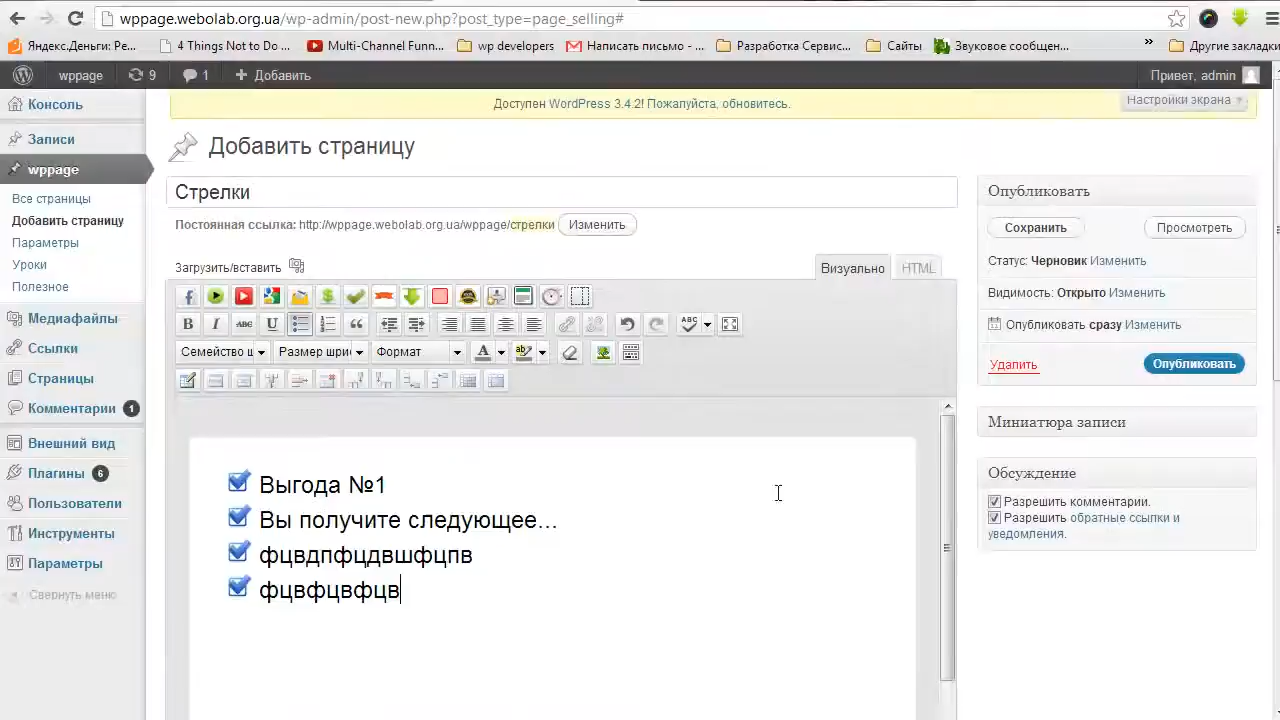 wppage.webolab.org.ua/wp-admin/post-new.php?post_type=page_selling#
Яндекс.Деньги: Ре... 4 Things Not to Do ... Multi-Channel Funn... wp developers Написать письмо - ... Разработка Сервис... Сайты Звуковое сообщен... » Другие закладки
wppage 9 1 + Добавить Привет, admin
Доступен WordPress 3.4.2! Пожалуйста, обновитесь.
Настройки экрана
Консоль
Записи
wppage
Все страницы
Добавить страницу
Параметры
Уроки
Полезное
Медиафайлы
Ссылки
Страницы
Комментарии 1
Внешний вид
Плагины 6
Пользователи
Инструменты
Параметры
Свернуть меню
Добавить страницу
Стрелки
Постоянная ссылка: http://wppage.webolab.org.ua/wppage/стрелки Изменить
Загрузить/вставить
Визуально HTML
B I ABC U ABC
Семейство ш Размер шри Формат A ab
Выгода №1
Вы получите следующее...
фцвдпфцдвшфцпв
фцвфцвфцв
Опубликовать
Сохранить Просмотреть
Статус: Черновик Изменить
Видимость: Открыто Изменить
Опубликовать сразу Изменить
Удалить Опубликовать
Миниатюра записи
Обсуждение
Разрешить комментарии.
Разрешить обратные ссылки и
уведомления.